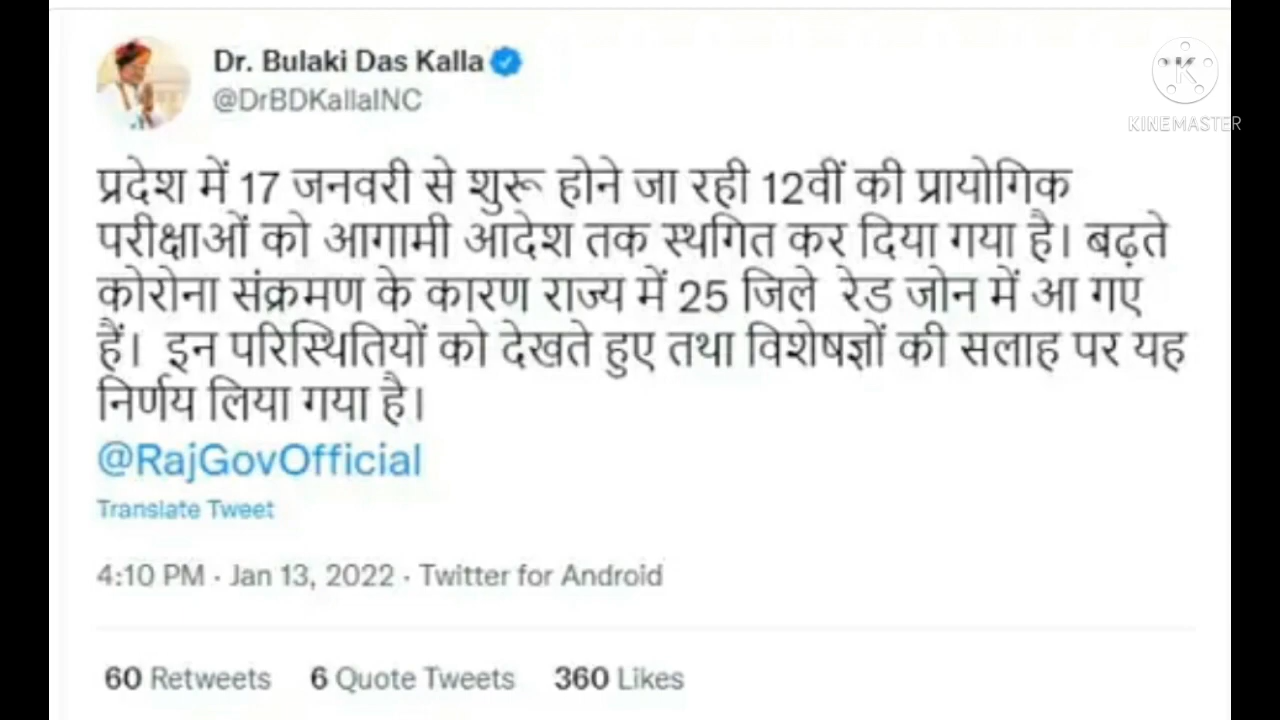 Dr. Bulaki Das Kalla
@DrBDKallaINC
KINEMASTER
प्रदेश में 17 जनवरी से शुरू होने जा रही 12वीं की प्रायोगिक
परीक्षाओं को आगामी आदेश तक स्थगित कर दिया गया है। बढ़ते
कोरोना संक्रमण के कारण राज्य में 25 जिले रेड जोन में आ गए
हैं। इन परिस्थितियों को देखते हुए तथा विशेषज्ञों की सलाह पर यह
निर्णय लिया गया है।
@RajGovOfficial
Translate Tweet
4:10 PM · Jan 13, 2022 · Twitter for Android
60 Retweets 6 Quote Tweets 360 Likes